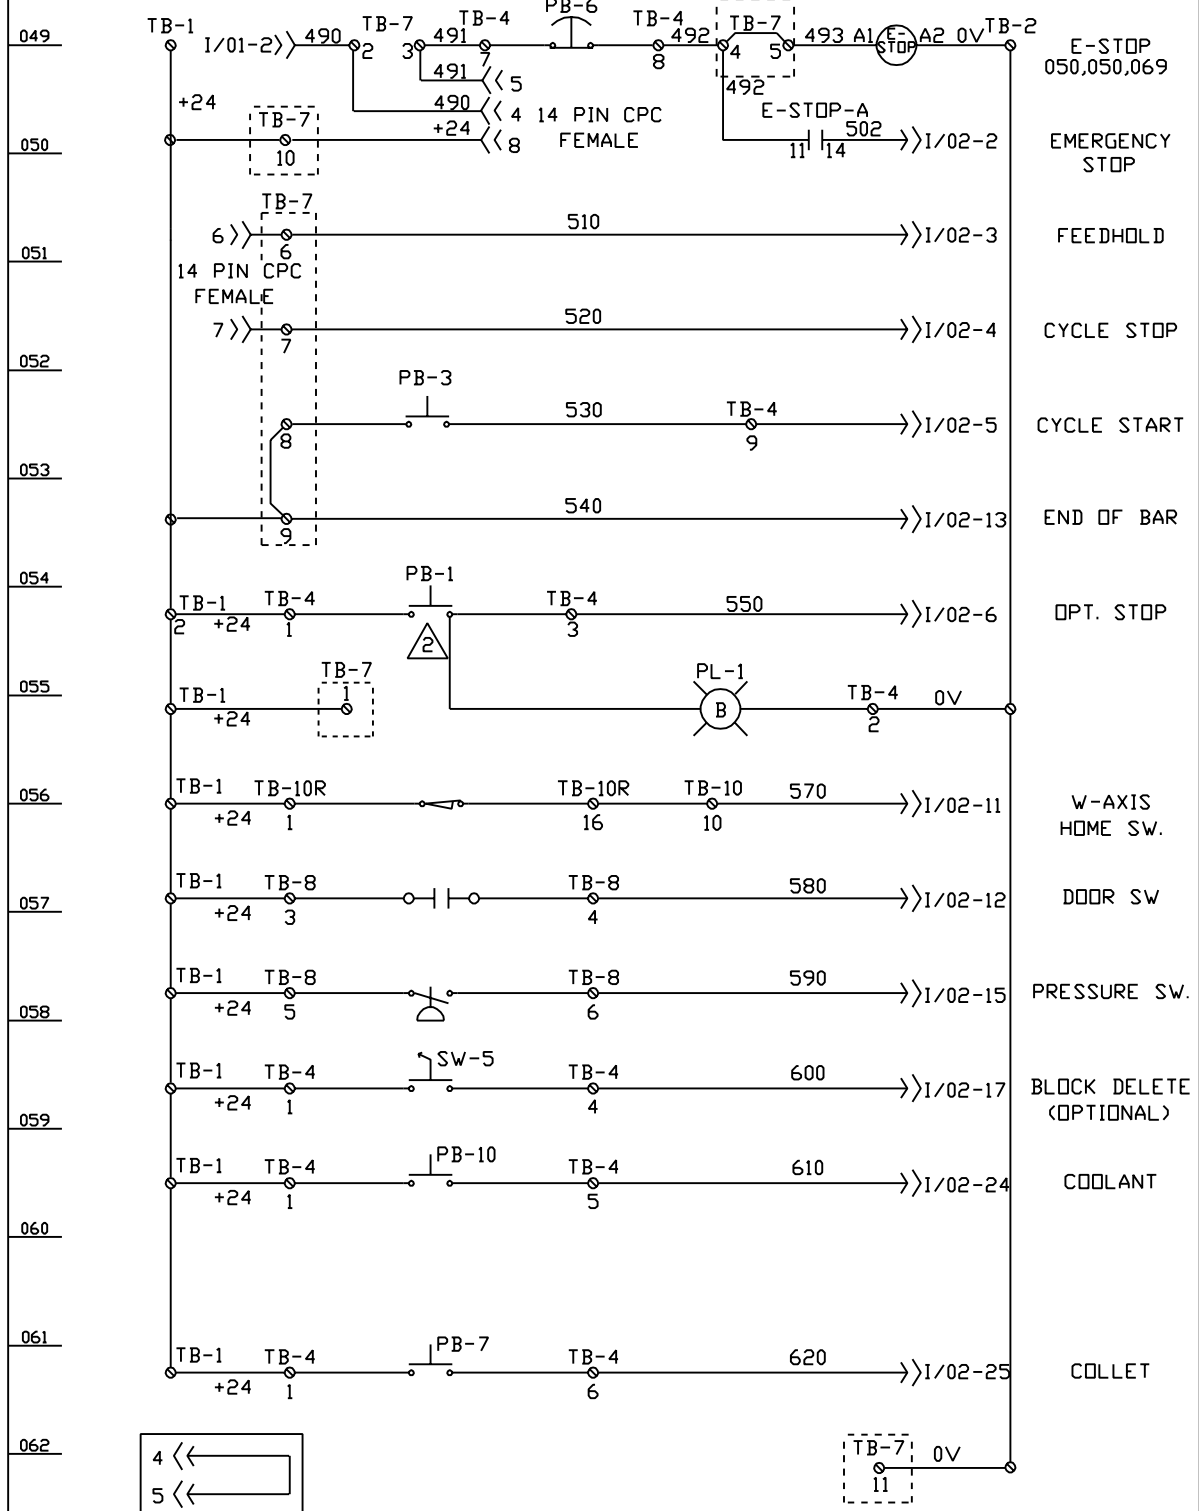 PB-6
TB-1 TB-7 TB-4 TB-4 TB-7 TB-2
049 I/01-2 490 2 3 491 7 8 492 4 5 493 A1 E-STOP A2 0V E-STOP
050,050,069
491 5
492
+24 490 4 14 PIN CPC E-STOP-A
TB-7 +24 8 FEMALE 11 14 502 I/02-2 EMERGENCY
STOP
050 10
TB-7
6 510 I/02-3 FEEDHOLD
051 6
14 PIN CPC
FEMALE
7 520 I/02-4 CYCLE STOP
7
052
PB-3
530 TB-4
8 9 I/02-5 CYCLE START
053
540
9 I/02-13 END OF BAR
054 PB-1
TB-1 TB-4 TB-4 550
2 +24 1 3 I/02-6 OPT. STOP
2
TB-7 PL-1
055 TB-1 1 B TB-4 0V
+24 2
056 TB-1 TB-10R TB-10R TB-10 570 I/02-11 W-AXIS
+24 1 16 10 HOME SW.
TB-1 TB-8 TB-8 580
057 +24 3 4 I/02-12 DOOR SW
TB-1 TB-8 TB-8 590
058 +24 5 6 I/02-15 PRESSURE SW.
SW-5
TB-1 TB-4 TB-4 600
+24 1 4 I/02-17 BLOCK DELETE
059 (OPTIONAL)
PB-10
TB-1 TB-4 TB-4 610
+24 1 5 I/02-24 COOLANT
060
061
PB-7
TB-1 TB-4 TB-4 620
+24 1 6 I/02-25 COLLET
062 4 TB-7 0V
5 11